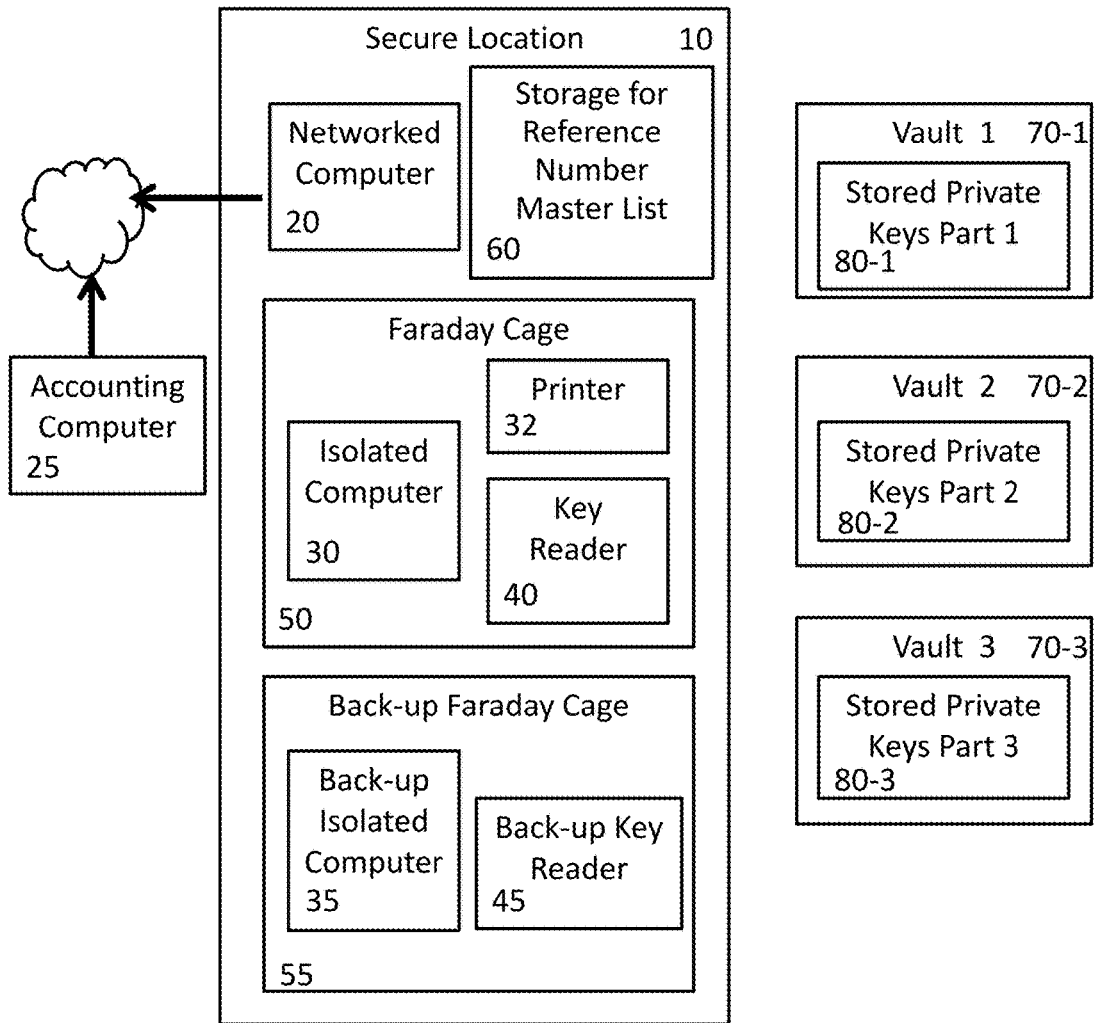 Secure Location 10
Networked
Computer
20
Storage for
Reference
Number
Master List
60
Accounting
Computer
25
Faraday Cage
Printer
32
Isolated
Computer
30
Key
Reader
40
50
Back-up Faraday Cage
Back-up
Isolated
Computer
35
Back-up Key
Reader
45
55
Vault 1 70-1
Stored Private
Keys Part 1
80-1
Vault 2 70-2
Stored Private
Keys Part 2
80-2
Vault 3 70-3
Stored Private
Keys Part 3
80-3